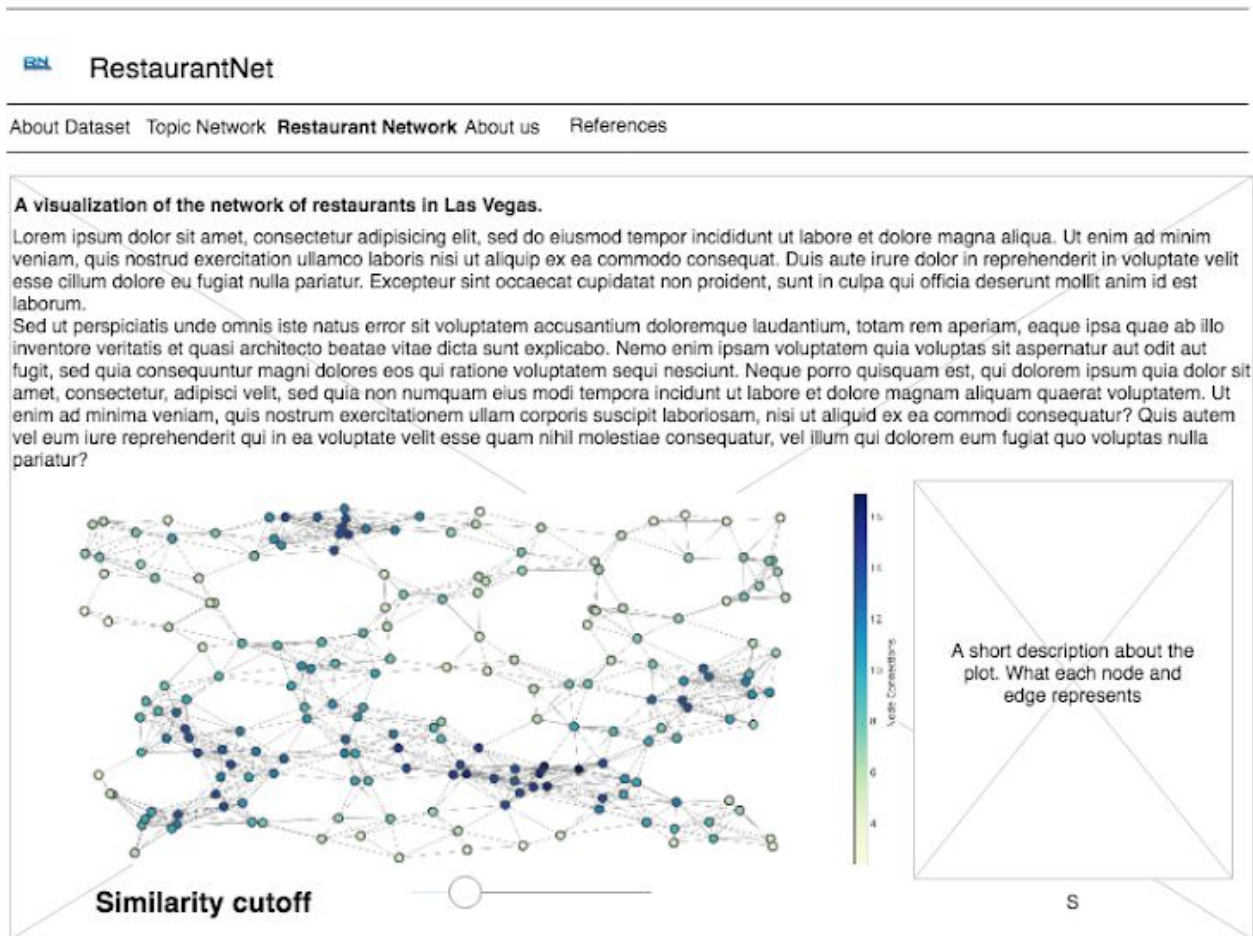 RN
RestaurantNet
About Dataset Topic Network Restaurant Network About us References
A visualization of the network of restaurants in Las Vegas.
Lorem ipsum dolor sit amet, consectetur adipisicing elit, sed do eiusmod tempor incididunt ut labore et dolore magna aliqua. Ut enim ad minim
veniam, quis nostrud exercitation ullamco laboris nisi ut aliquip ex ea commodo consequat. Duis aute irure dolor in reprehenderit in voluptate velit
esse cillum dolore eu fugiat nulla pariatur. Excepteur sint occaecat cupidatat non proident, sunt in culpa qui officia deserunt mollit anim id est
laborum.
Sed ut perspiciatis unde omnis iste natus error sit voluptatem accusantium doloremque laudantium, totam rem aperiam, eaque ipsa quae ab illo
inventore veritatis et quasi architecto beatae vitae dicta sunt explicabo. Nemo enim ipsam voluptatem quia voluptas sit aspernatur aut odit aut
fugit, sed quia consequuntur magni dolores eos qui ratione voluptatem sequi nesciunt. Neque porro quisquam est, qui dolorem ipsum quia dolor sit
amet, consectetur, adipisci velit, sed quia non numquam eius modi tempora incidunt ut labore et dolore magnam aliquam quaerat voluptatem. Ut
enim ad minima veniam, quis nostrum exercitationem ullam corporis suscipit laboriosam, nisi ut aliquid ex ea commodi consequatur? Quis autem
vel eum iure reprehenderit qui in ea voluptate velit esse quam nihil molestiae consequatur, vel illum qui dolorem eum fugiat quo voluptas nulla
pariatur?
16
14
12
10
8
6
4
Node Connections
A short description about the
plot. What each node and
edge represents
Similarity cutoff
S